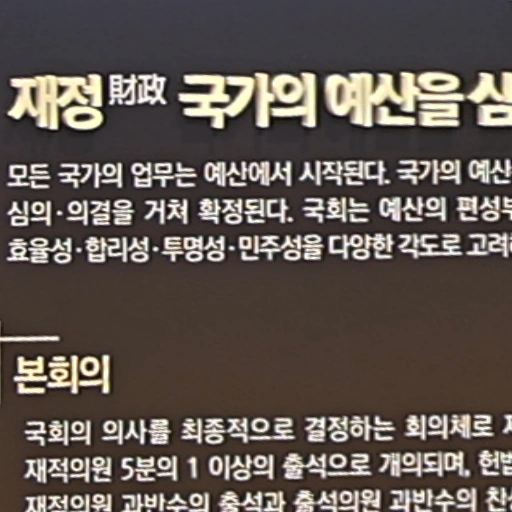 재정 財政 국가의 예산을 심
모든 국가의 업무는 예산에서 시작된다. 국가의 예산
심의·의결을 거쳐 확정된다. 국회는 예산의 편성부
효율성·합리성·투명성·민주성을 다양한 각도로 고려
본회의
국회의 의사를 최종적으로 결정하는 회의체로
재적의원 5분의 1 이상의 출석으로 개의되며, 헌법
재적의원 과반수의 출석과 출석의원 과반수의 찬성